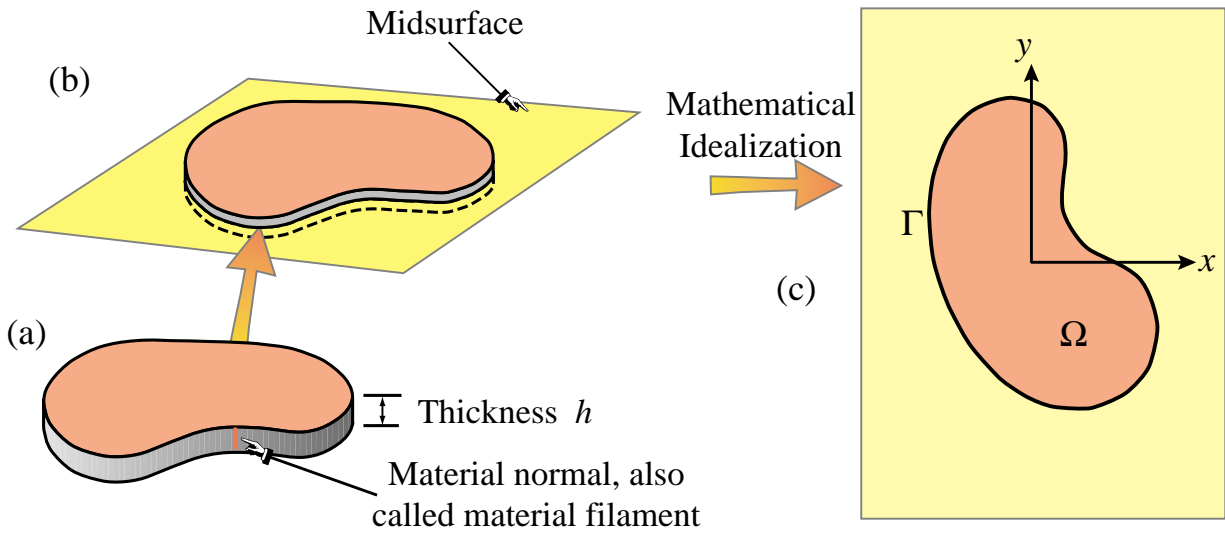 Midsurface
(b)
Mathematical
Idealization
y
Γ
x
(c)
Ω
(a)
Thickness h
Material normal, also
called material filament